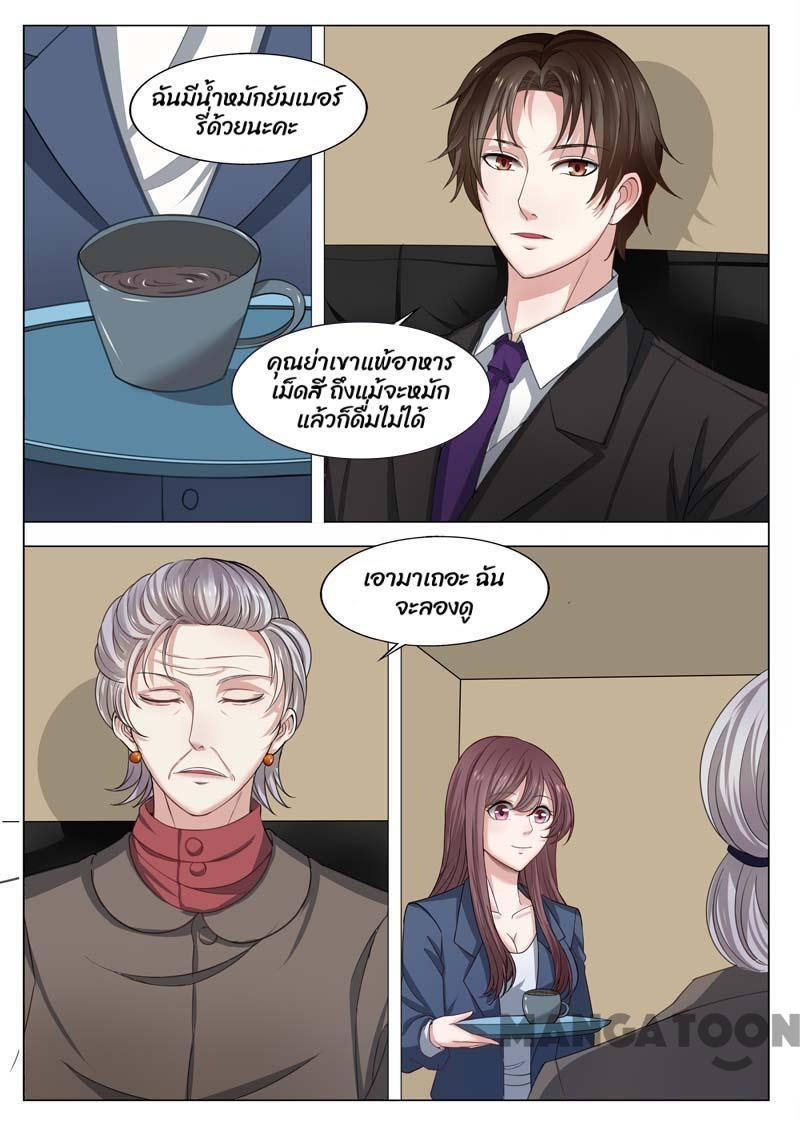 ฉันมีน้ำหมักยัมเบอร์
รี่ด้วยนะคะ
คุณย่าเขาแพ้อาหาร
เม็ดสี ถึงแม้จะหมัก
แล้วก็ดื่มไม่ได้
เอามาเถอะ ฉัน
จะลองดู
MANGATOON